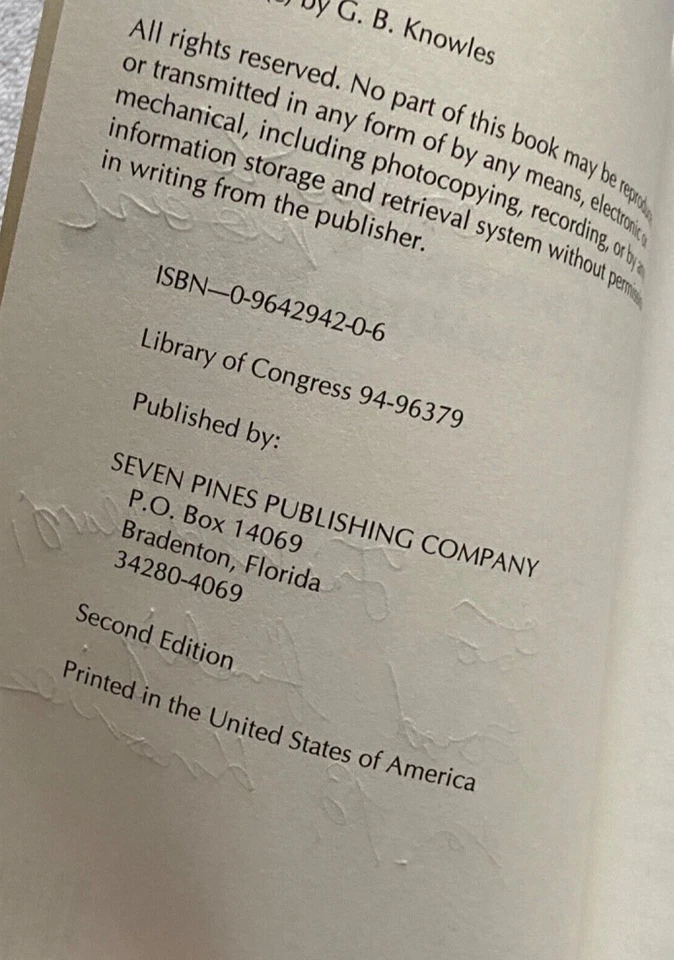 by G. B. Knowles
All rights reserved. No part of this book may be
or transmitted in any form of by any means, electronic or
mechanical, including photocopying, recording, or by
information storage and retrieval system without
in writing from the publisher.
ISBN—0-9642942-0-6
Library of Congress 94-96379
Published by:
SEVEN PINES PUBLISHING COMPANY
P.O. Box 14069
Bradenton, Florida
34280-4069
Second Edition
Printed in the United States of America